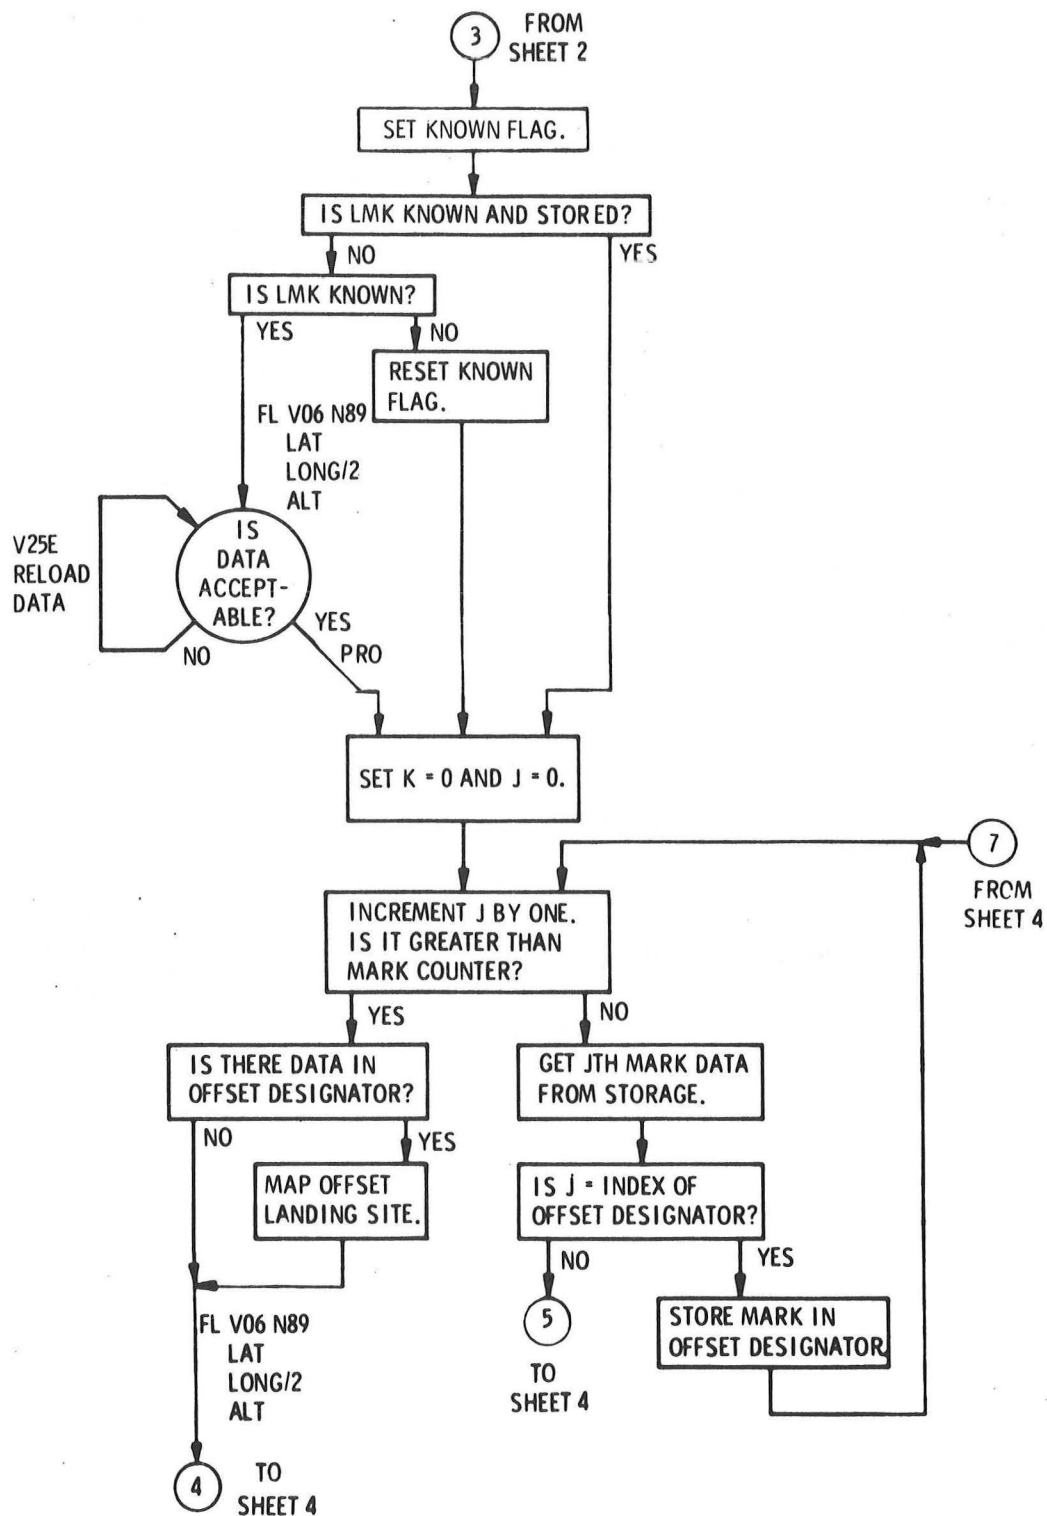 3
FROM
SHEET 2
SET KNOWN FLAG.
IS LMK KNOWN AND STORED?
NO
YES
IS LMK KNOWN?
YES
NO
RESET KNOWN
FLAG.
FL V06 N89
LAT
LONG/2
ALT
IS
DATA
ACCEPT-
ABLE?
V25E
RELOAD
DATA
NO
YES
PRO
SET K = 0 AND J = 0.
7
FROM
SHEET 4
INCREMENT J BY ONE.
IS IT GREATER THAN
MARK COUNTER?
YES
NO
IS THERE DATA IN
OFFSET DESIGNATOR?
GET JTH MARK DATA
FROM STORAGE.
NO
YES
MAP OFFSET
LANDING SITE.
IS J = INDEX OF
OFFSET DESIGNATOR?
NO
YES
5
TO
SHEET 4
STORE MARK IN
OFFSET DESIGNATOR.
FL V06 N89
LAT
LONG/2
ALT
4
TO
SHEET 4